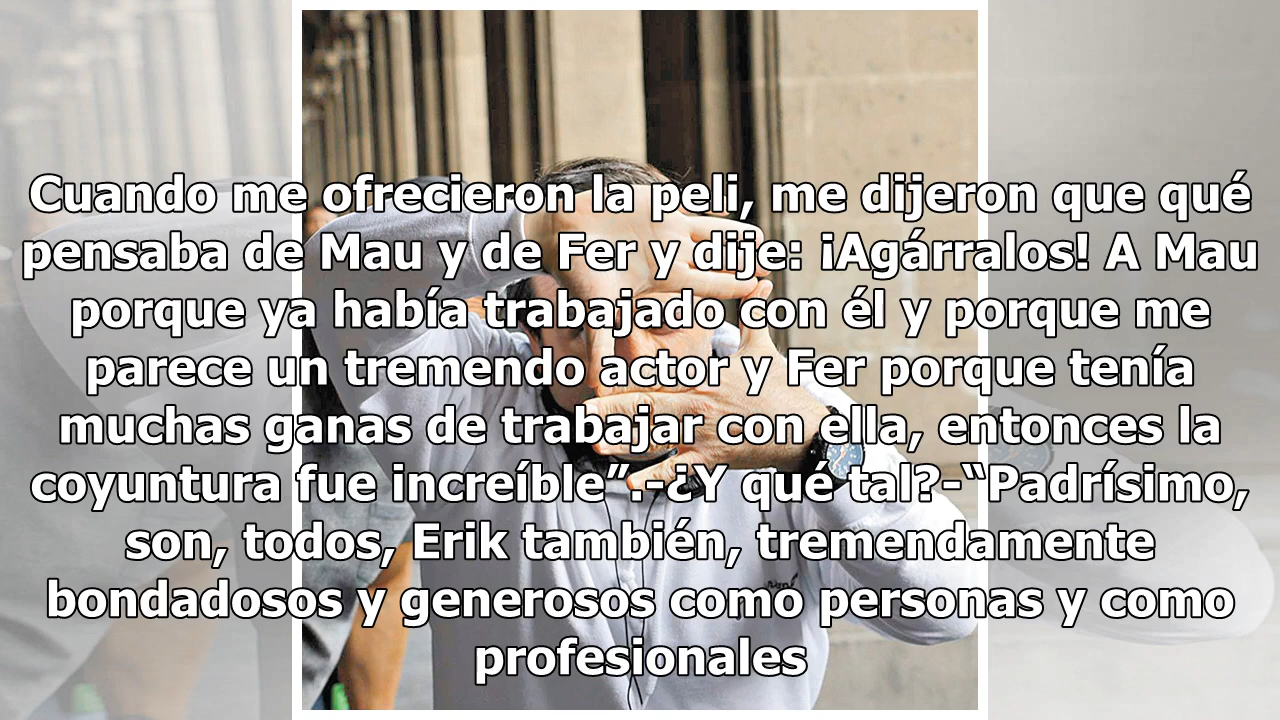 Cuando me ofrecieron la peli, me dijeron que qué
pensaba de Mau y de Fer y dije: ¡Agárralos! A Mau
porque ya había trabajado con él y porque me
parece un tremendo actor y Fer porque tenía
muchas ganas de trabajar con ella, entonces la
coyuntura fue increíble”.-¿Y qué tal?-“Padrísimo,
son, todos, Erik también, tremendamente
bondadosos y generosos como personas y como
profesionales